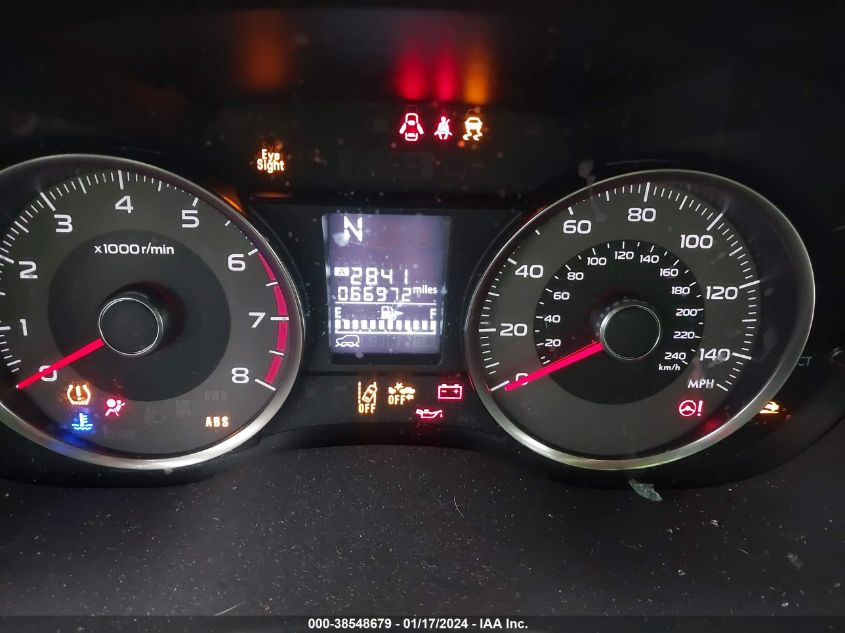 Eye
Sight
x1000 r/min
0 1 2 3 4 5 6 7 8
N
A 2841
066972 miles
E F
0 20 40 60 80 100 120 140
20 40 60 80 100 120 140 160 180 200 220 240
km/h
MPH
AWD
ABS
OFF OFF
!
000-38548679 - 01/17/2024 - IAA Inc.